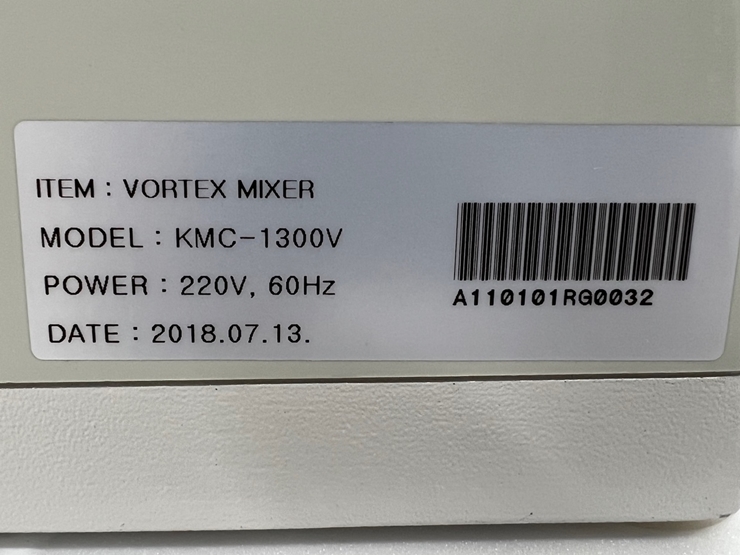 ITEM : VORTEX MIXER
MODEL : KMC-1300V
POWER : 220V, 60Hz
DATE : 2018.07.13.
A110101RG0032